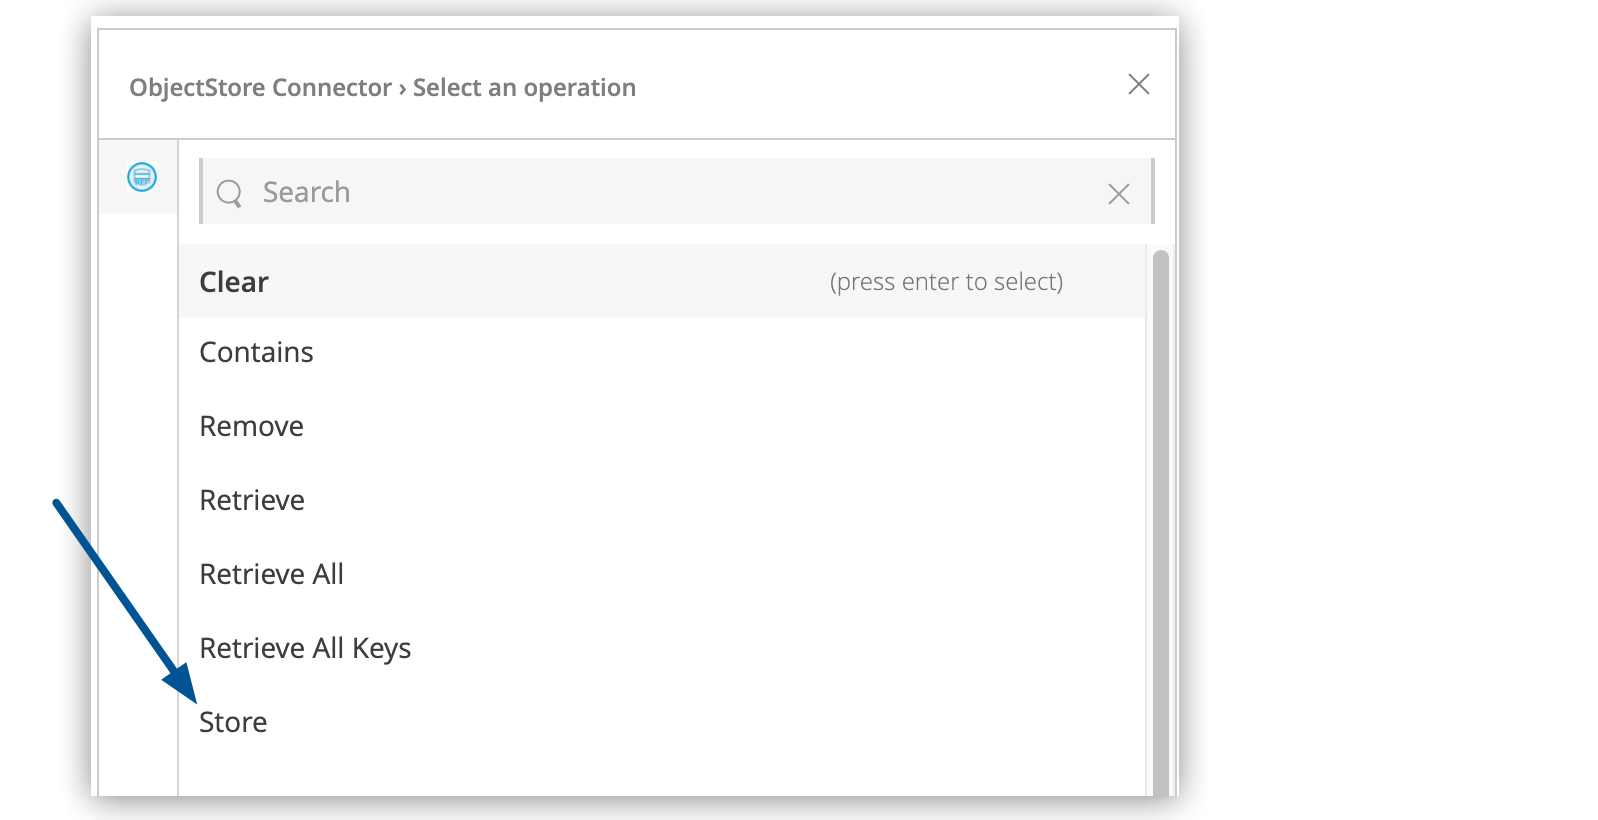 ObjectStore Connector › Select an operation
REF
Search
Clear (press enter to select)
Contains
Remove
Retrieve
Retrieve All
Retrieve All Keys
Store